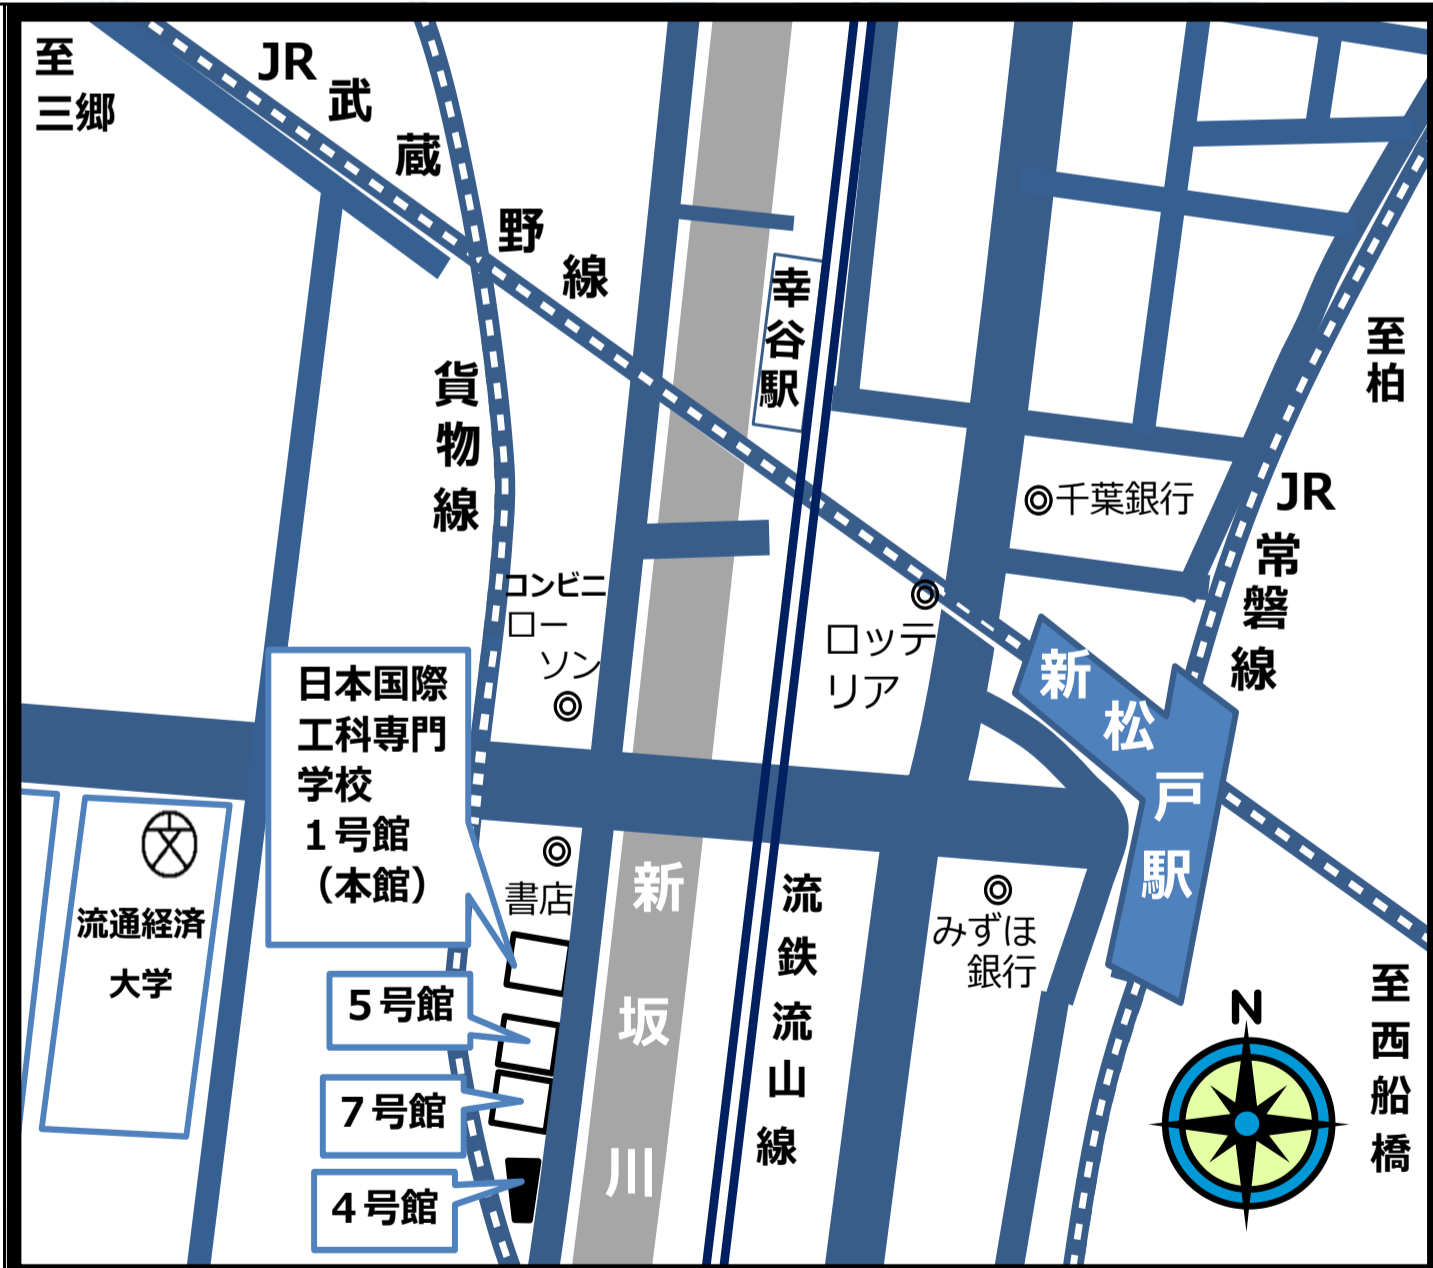 至
三郷
JR武蔵野線
貨物線
幸谷駅
至柏
千葉銀行
JR常磐線
コンビニ
ロー
ソン
ロッテ
リア
新松戸駅
日本国際
工科専門
学校
１号館
（本館）
書店
流通経済
大学
新坂川
流鉄流山線
みずほ
銀行
５号館
７号館
４号館
N
至西船橋